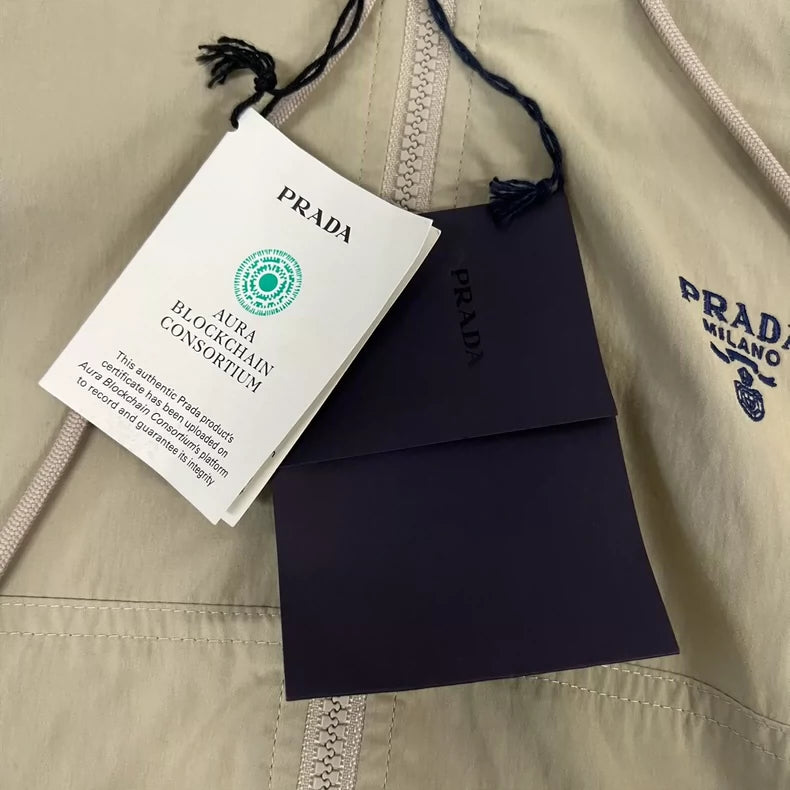 PRADA
AURA
BLOCKCHAIN
CONSORTIUM
This authentic Prada product's
certificate has been uploaded on
Aura Blockchain Consortium's platform
to record and guarantee its integrity
PRADA
PRADA
MILANO